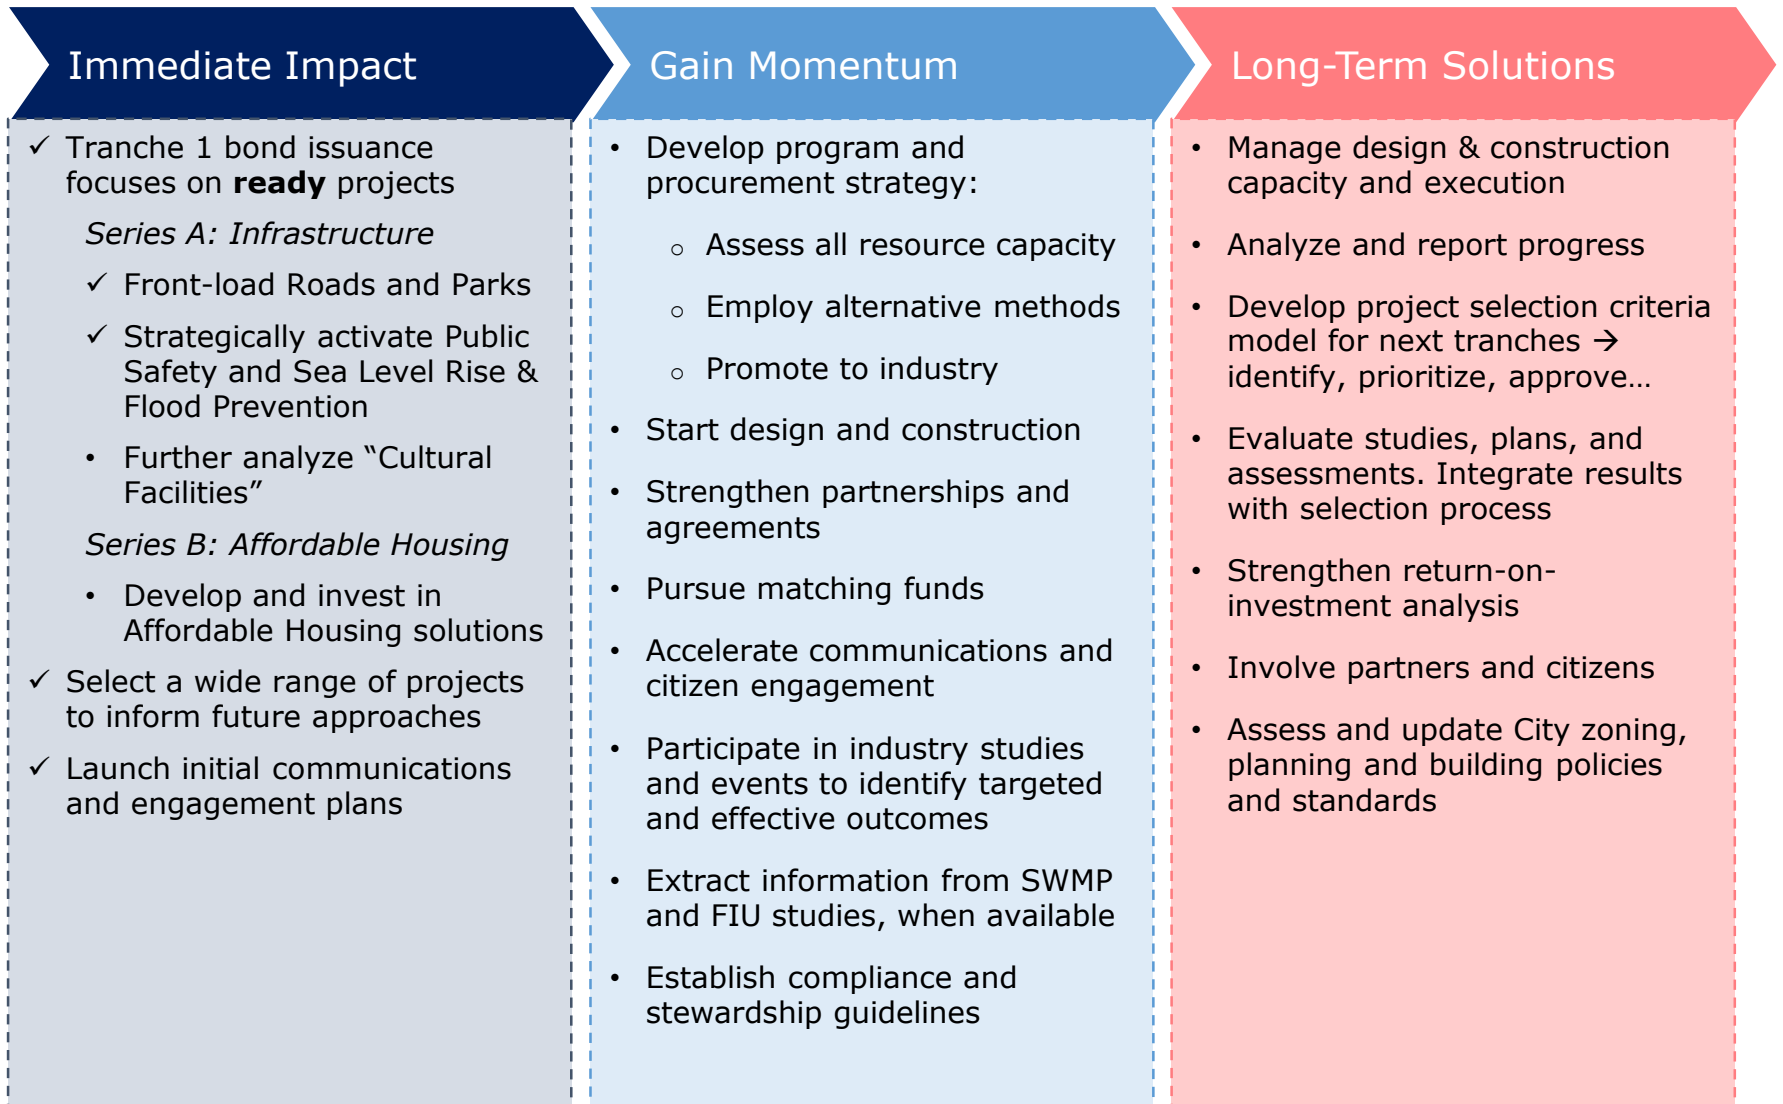 Immediate Impact
✓ Tranche 1 bond issuance
focuses on ready projects
Series A: Infrastructure
✓ Front-load Roads and Parks
✓ Strategically activate Public
Safety and Sea Level Rise &
Flood Prevention
• Further analyze “Cultural
Facilities”
Series B: Affordable Housing
• Develop and invest in
Affordable Housing solutions
✓ Select a wide range of projects
to inform future approaches
✓ Launch initial communications
and engagement plans
Gain Momentum
• Develop program and
procurement strategy:
o Assess all resource capacity
o Employ alternative methods
o Promote to industry
• Start design and construction
• Strengthen partnerships and
agreements
• Pursue matching funds
• Accelerate communications and
citizen engagement
• Participate in industry studies
and events to identify targeted
and effective outcomes
• Extract information from SWMP
and FIU studies, when available
• Establish compliance and
stewardship guidelines
Long-Term Solutions
• Manage design & construction
capacity and execution
• Analyze and report progress
• Develop project selection criteria
model for next tranches →
identify, prioritize, approve…
• Evaluate studies, plans, and
assessments. Integrate results
with selection process
• Strengthen return-on-
investment analysis
• Involve partners and citizens
• Assess and update City zoning,
planning and building policies
and standards